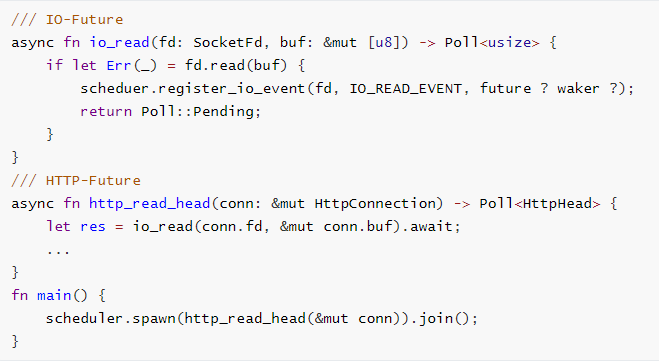 /// IO-Future
async fn io_read(fd: SocketFd, buf: &mut [u8]) -> Poll<usize> {
    if let Err(_) = fd.read(buf) {
        scheduer.register_io_event(fd, IO_READ_EVENT, future ? waker ?);
        return Poll::Pending;
    }
}
/// HTTP-Future
async fn http_read_head(conn: &mut HttpConnection) -> Poll<HttpHead> {
    let res = io_read(conn.fd, &mut conn.buf).await;
    ...
}
fn main() {
    scheduler.spawn(http_read_head(&mut conn)).join();
}